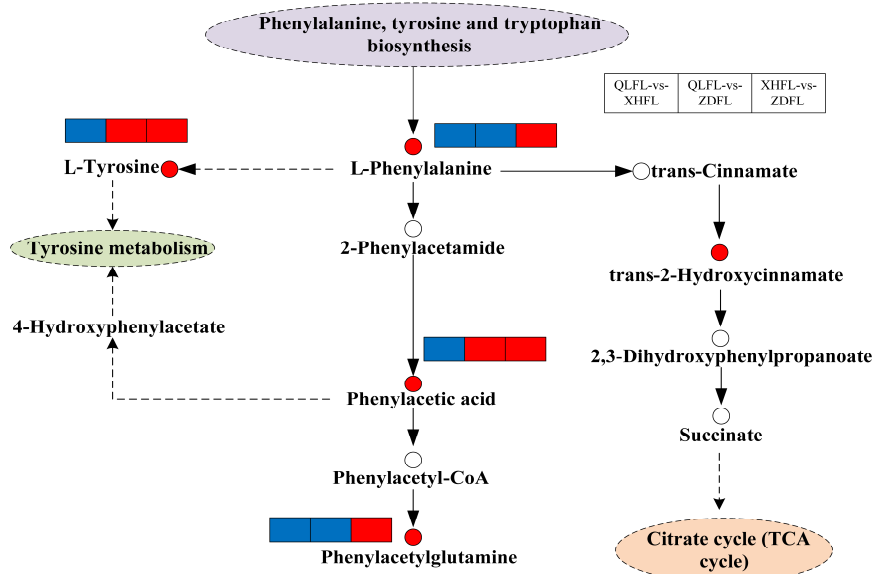 Phenylalanine, tyrosine and tryptophan
biosynthesis
QLFL-vs-
XHFL
QLFL-vs-
ZDFL
XHFL-vs-
ZDFL
L-Tyrosine
L-Phenylalanine
trans-Cinnamate
Tyrosine metabolism
2-Phenylacetamide
trans-2-Hydroxycinnamate
4-Hydroxyphenylacetate
2,3-Dihydroxyphenylpropanoate
Phenylacetic acid
Succinate
Phenylacetyl-CoA
Phenylacetylglutamine
Citrate cycle (TCA
cycle)